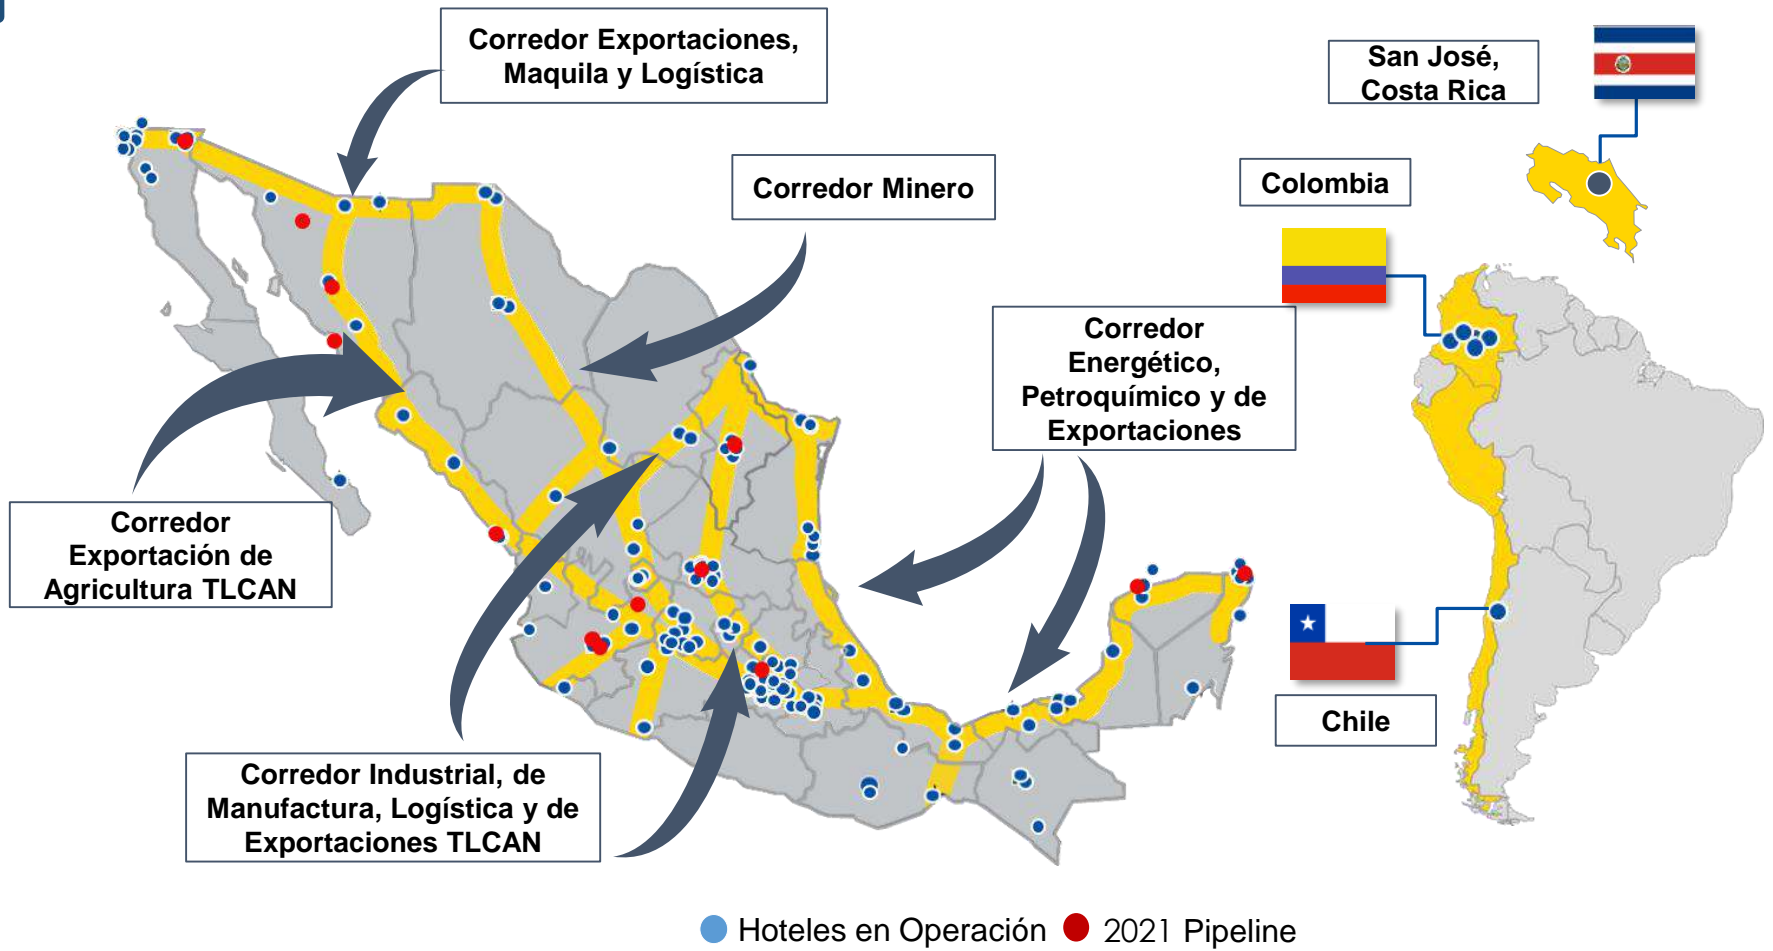 Corredor Exportaciones,
Maquila y Logística
San José,
Costa Rica
Corredor Minero
Colombia
Corredor
Energético,
Petroquímico y de
Exportaciones
Corredor
Exportación de
Agricultura TLCAN
Chile
Corredor Industrial, de
Manufactura, Logística y de
Exportaciones TLCAN
Hoteles en Operación
2021 Pipeline